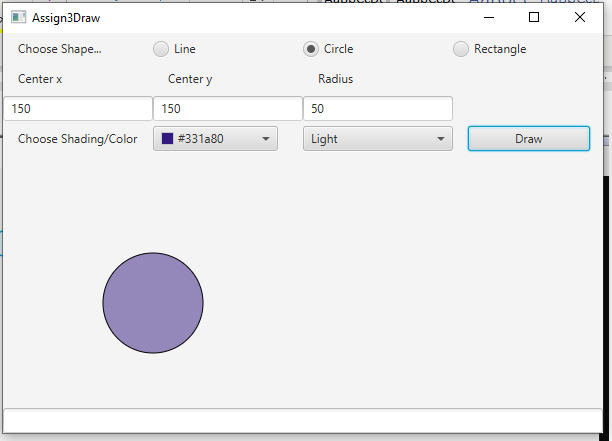 Assign3Draw
Choose Shape... Line Circle Rectangle
Center x Center y Radius
150 150 50
Choose Shading/Color #331a80 Light Draw